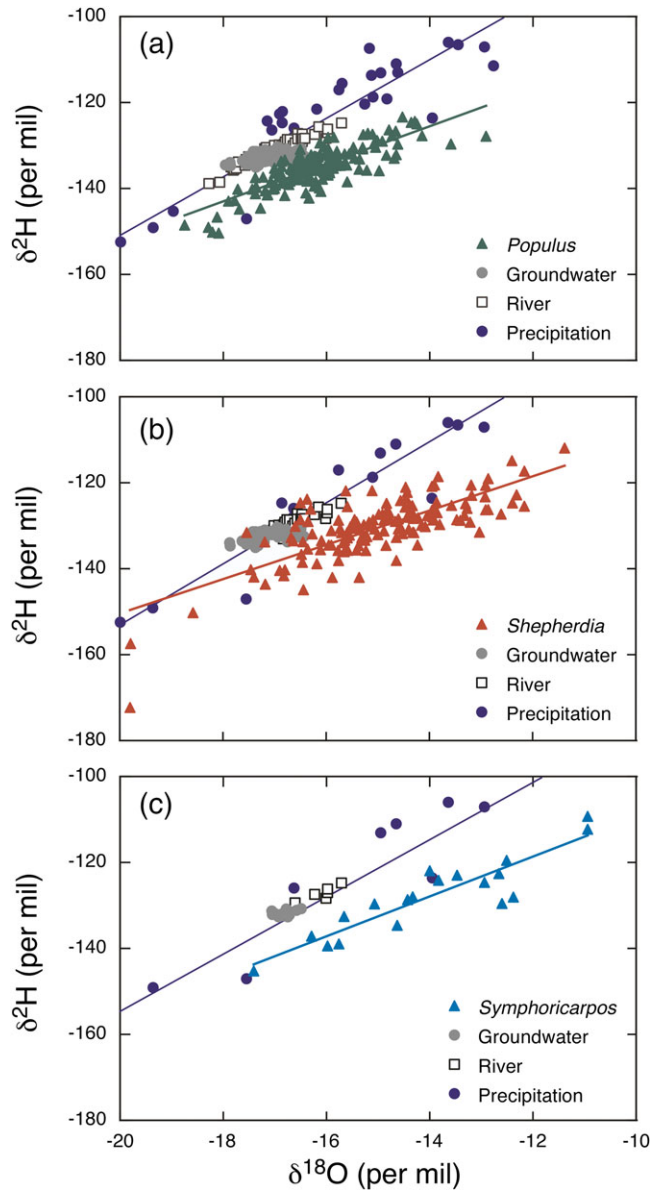 (a)
-100
-120
-140
-160
-180
δ²H (per mil)
Populus
Groundwater
River
Precipitation
(b)
-100
-120
-140
-160
-180
δ²H (per mil)
Shepherdia
Groundwater
River
Precipitation
(c)
-100
-120
-140
-160
-180
δ²H (per mil)
Symphoricarpos
Groundwater
River
Precipitation
-20 -18 -16 -14 -12 -10
δ¹⁸O (per mil)